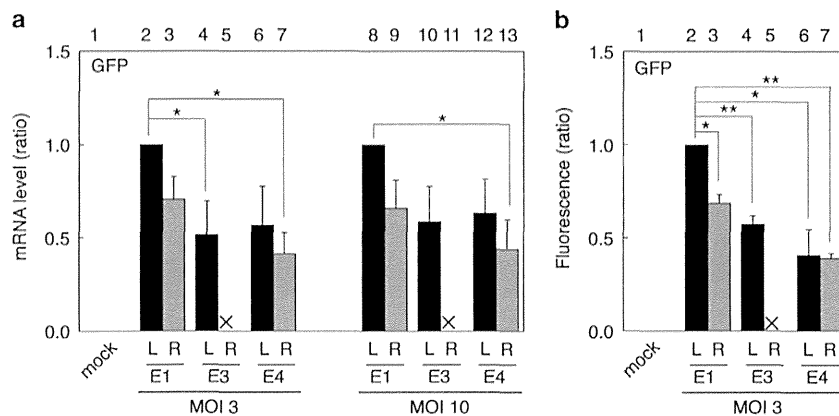 a
1 2 3 4 5 6 7 8 9 10 11 12 13
1.5
1.0
0.5
0.0
mRNA level (ratio)
GFP
*
*
*
×
×
mock
L R L R L R L R L R L R
E1 E3 E4 E1 E3 E4
MOI 3 MOI 10
b
1 2 3 4 5 6 7
1.5
1.0
0.5
0.0
Fluorescence (ratio)
GFP
**
*
**
*
×
mock
L R L R L R
E1 E3 E4
MOI 3